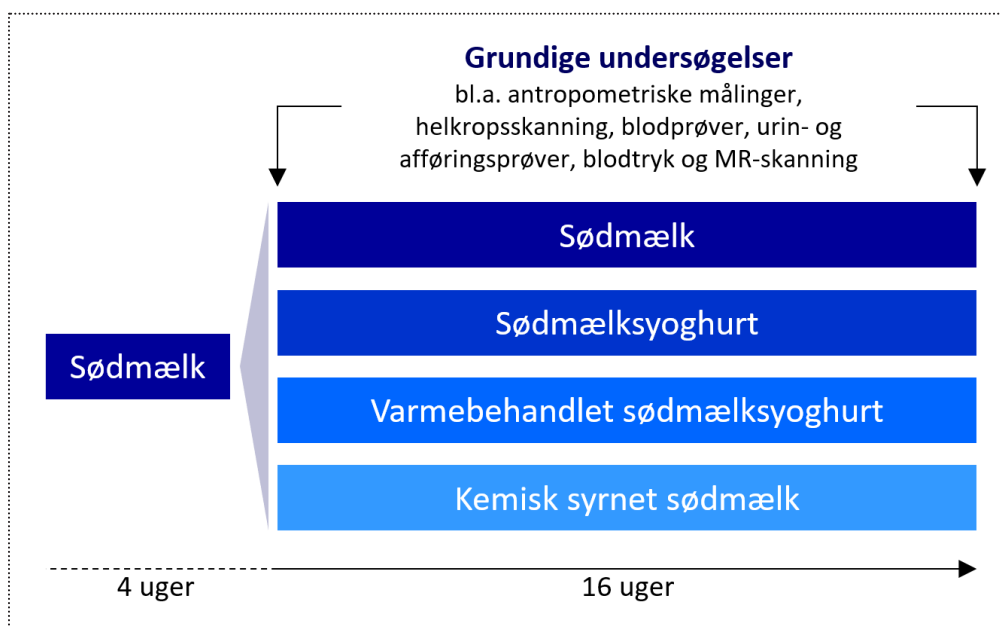 Grundige undersøgelser
bl.a. antropometriske målinger,
helkropsskanning, blodprøver, urin- og
afføringsprøver, blodtryk og MR-skanning
Sødmælk
Sødmælk
Sødmælksyoghurt
Varmebehandlet sødmælksyoghurt
Kemisk syrnet sødmælk
4 uger
16 uger